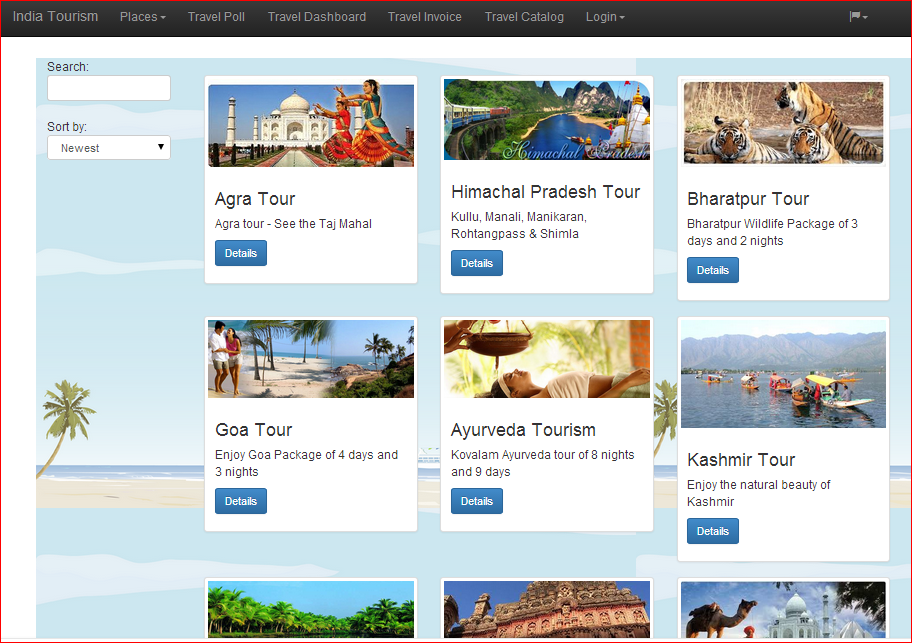 India Tourism Places Travel Poll Travel Dashboard Travel Invoice Travel Catalog Login
Search:
Sort by:
Newest
Agra Tour
Agra tour - See the Taj Mahal
Details
Himachal Pradesh
Himachal Pradesh Tour
Kullu, Manali, Manikaran,
Rohtangpass & Shimla
Details
Bharatpur Tour
Bharatpur Wildlife Package of 3
days and 2 nights
Details
Goa Tour
Enjoy Goa Package of 4 days and
3 nights
Details
Ayurveda Tourism
Kovalam Ayurveda tour of 8 nights
and 9 days
Details
Kashmir Tour
Enjoy the natural beauty of
Kashmir
Details